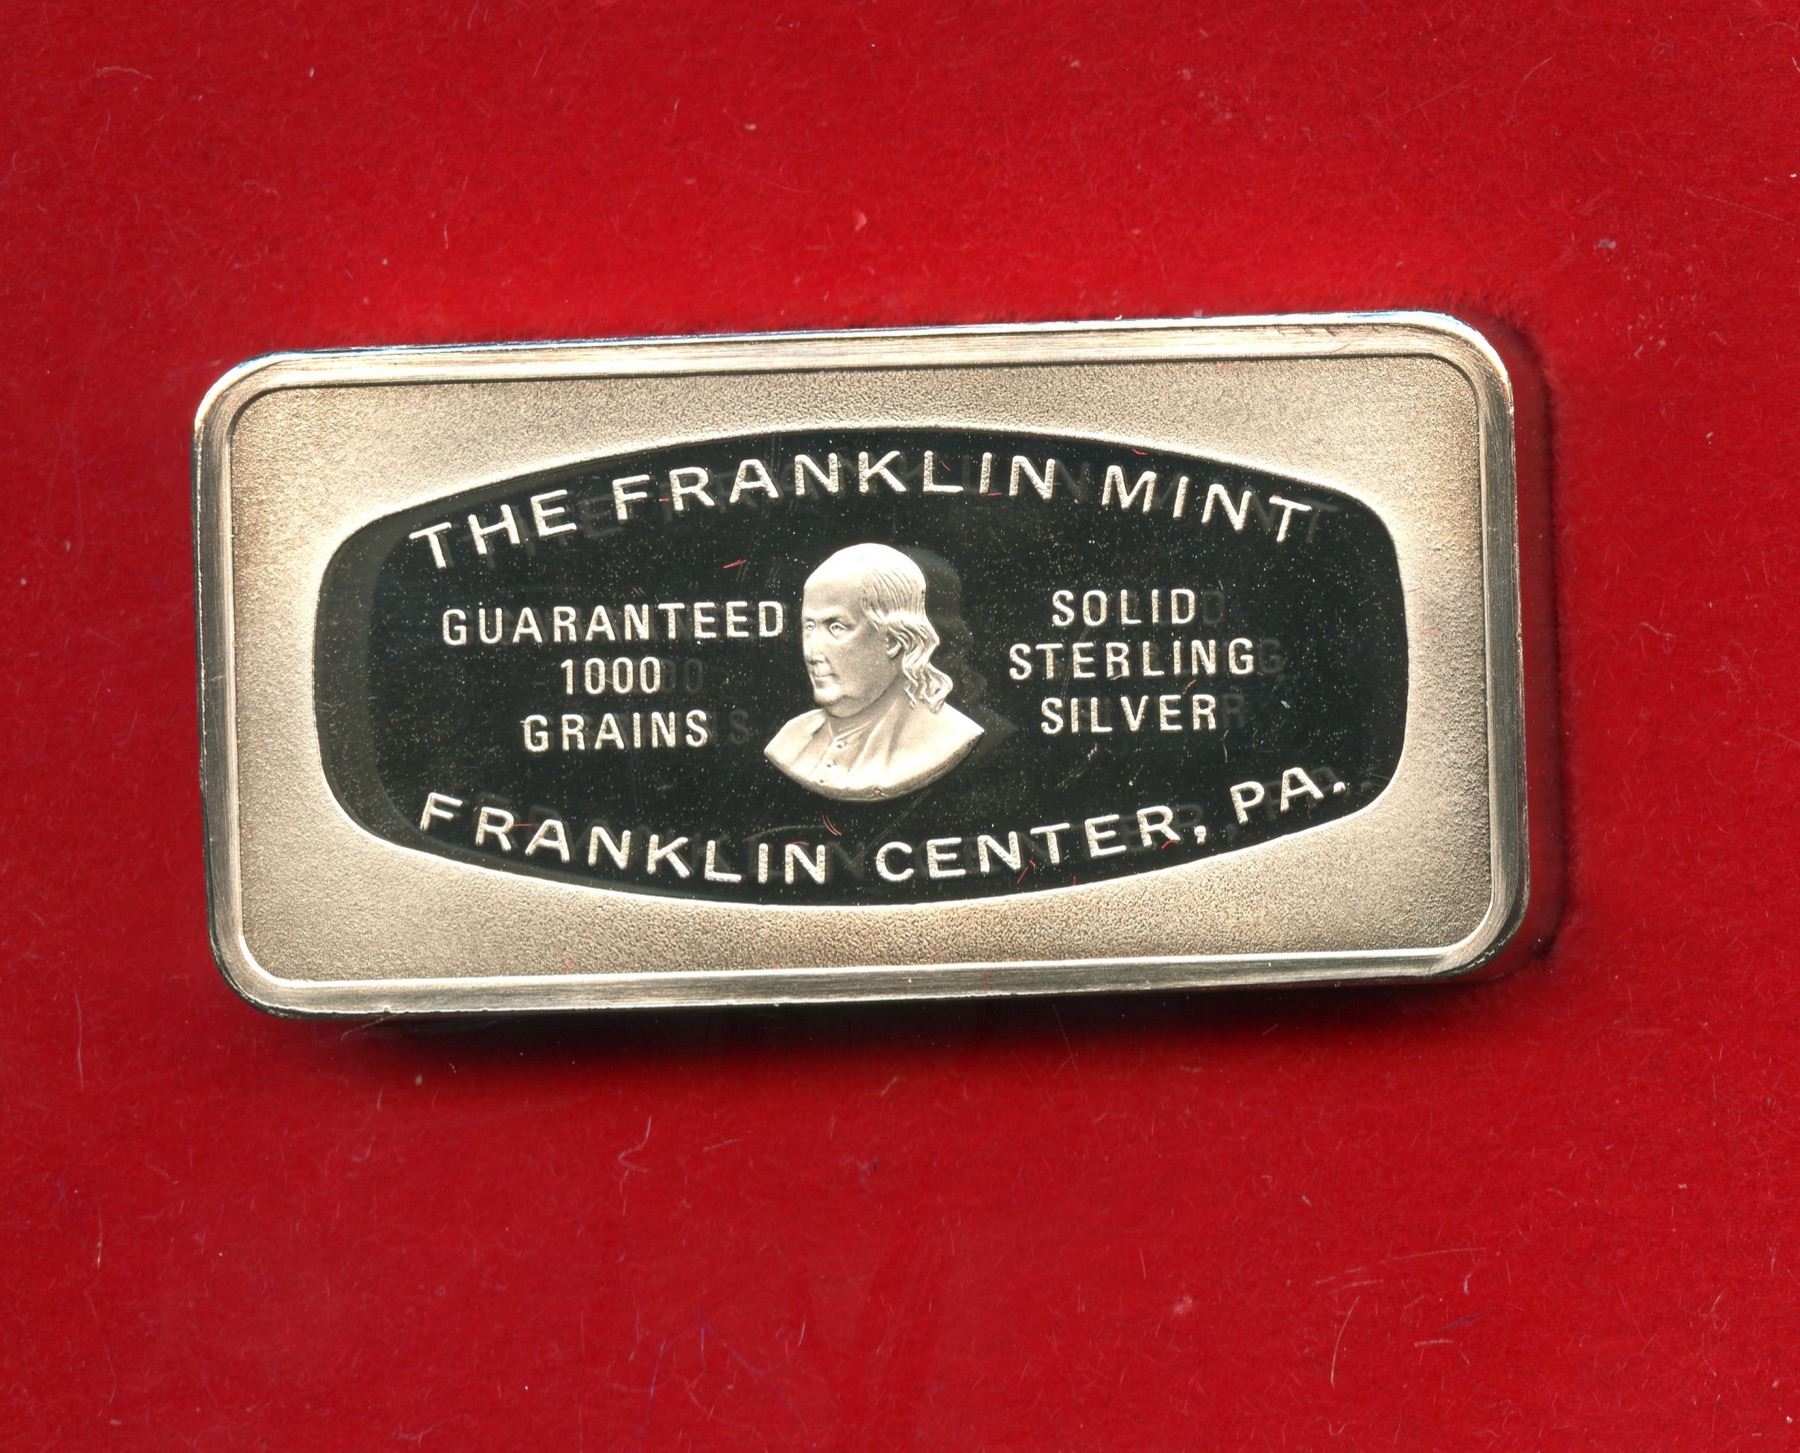 THE FRANKLIN MINT
GUARANTEED
1000
GRAINS
SOLID
STERLING
SILVER
FRANKLIN CENTER, PA.